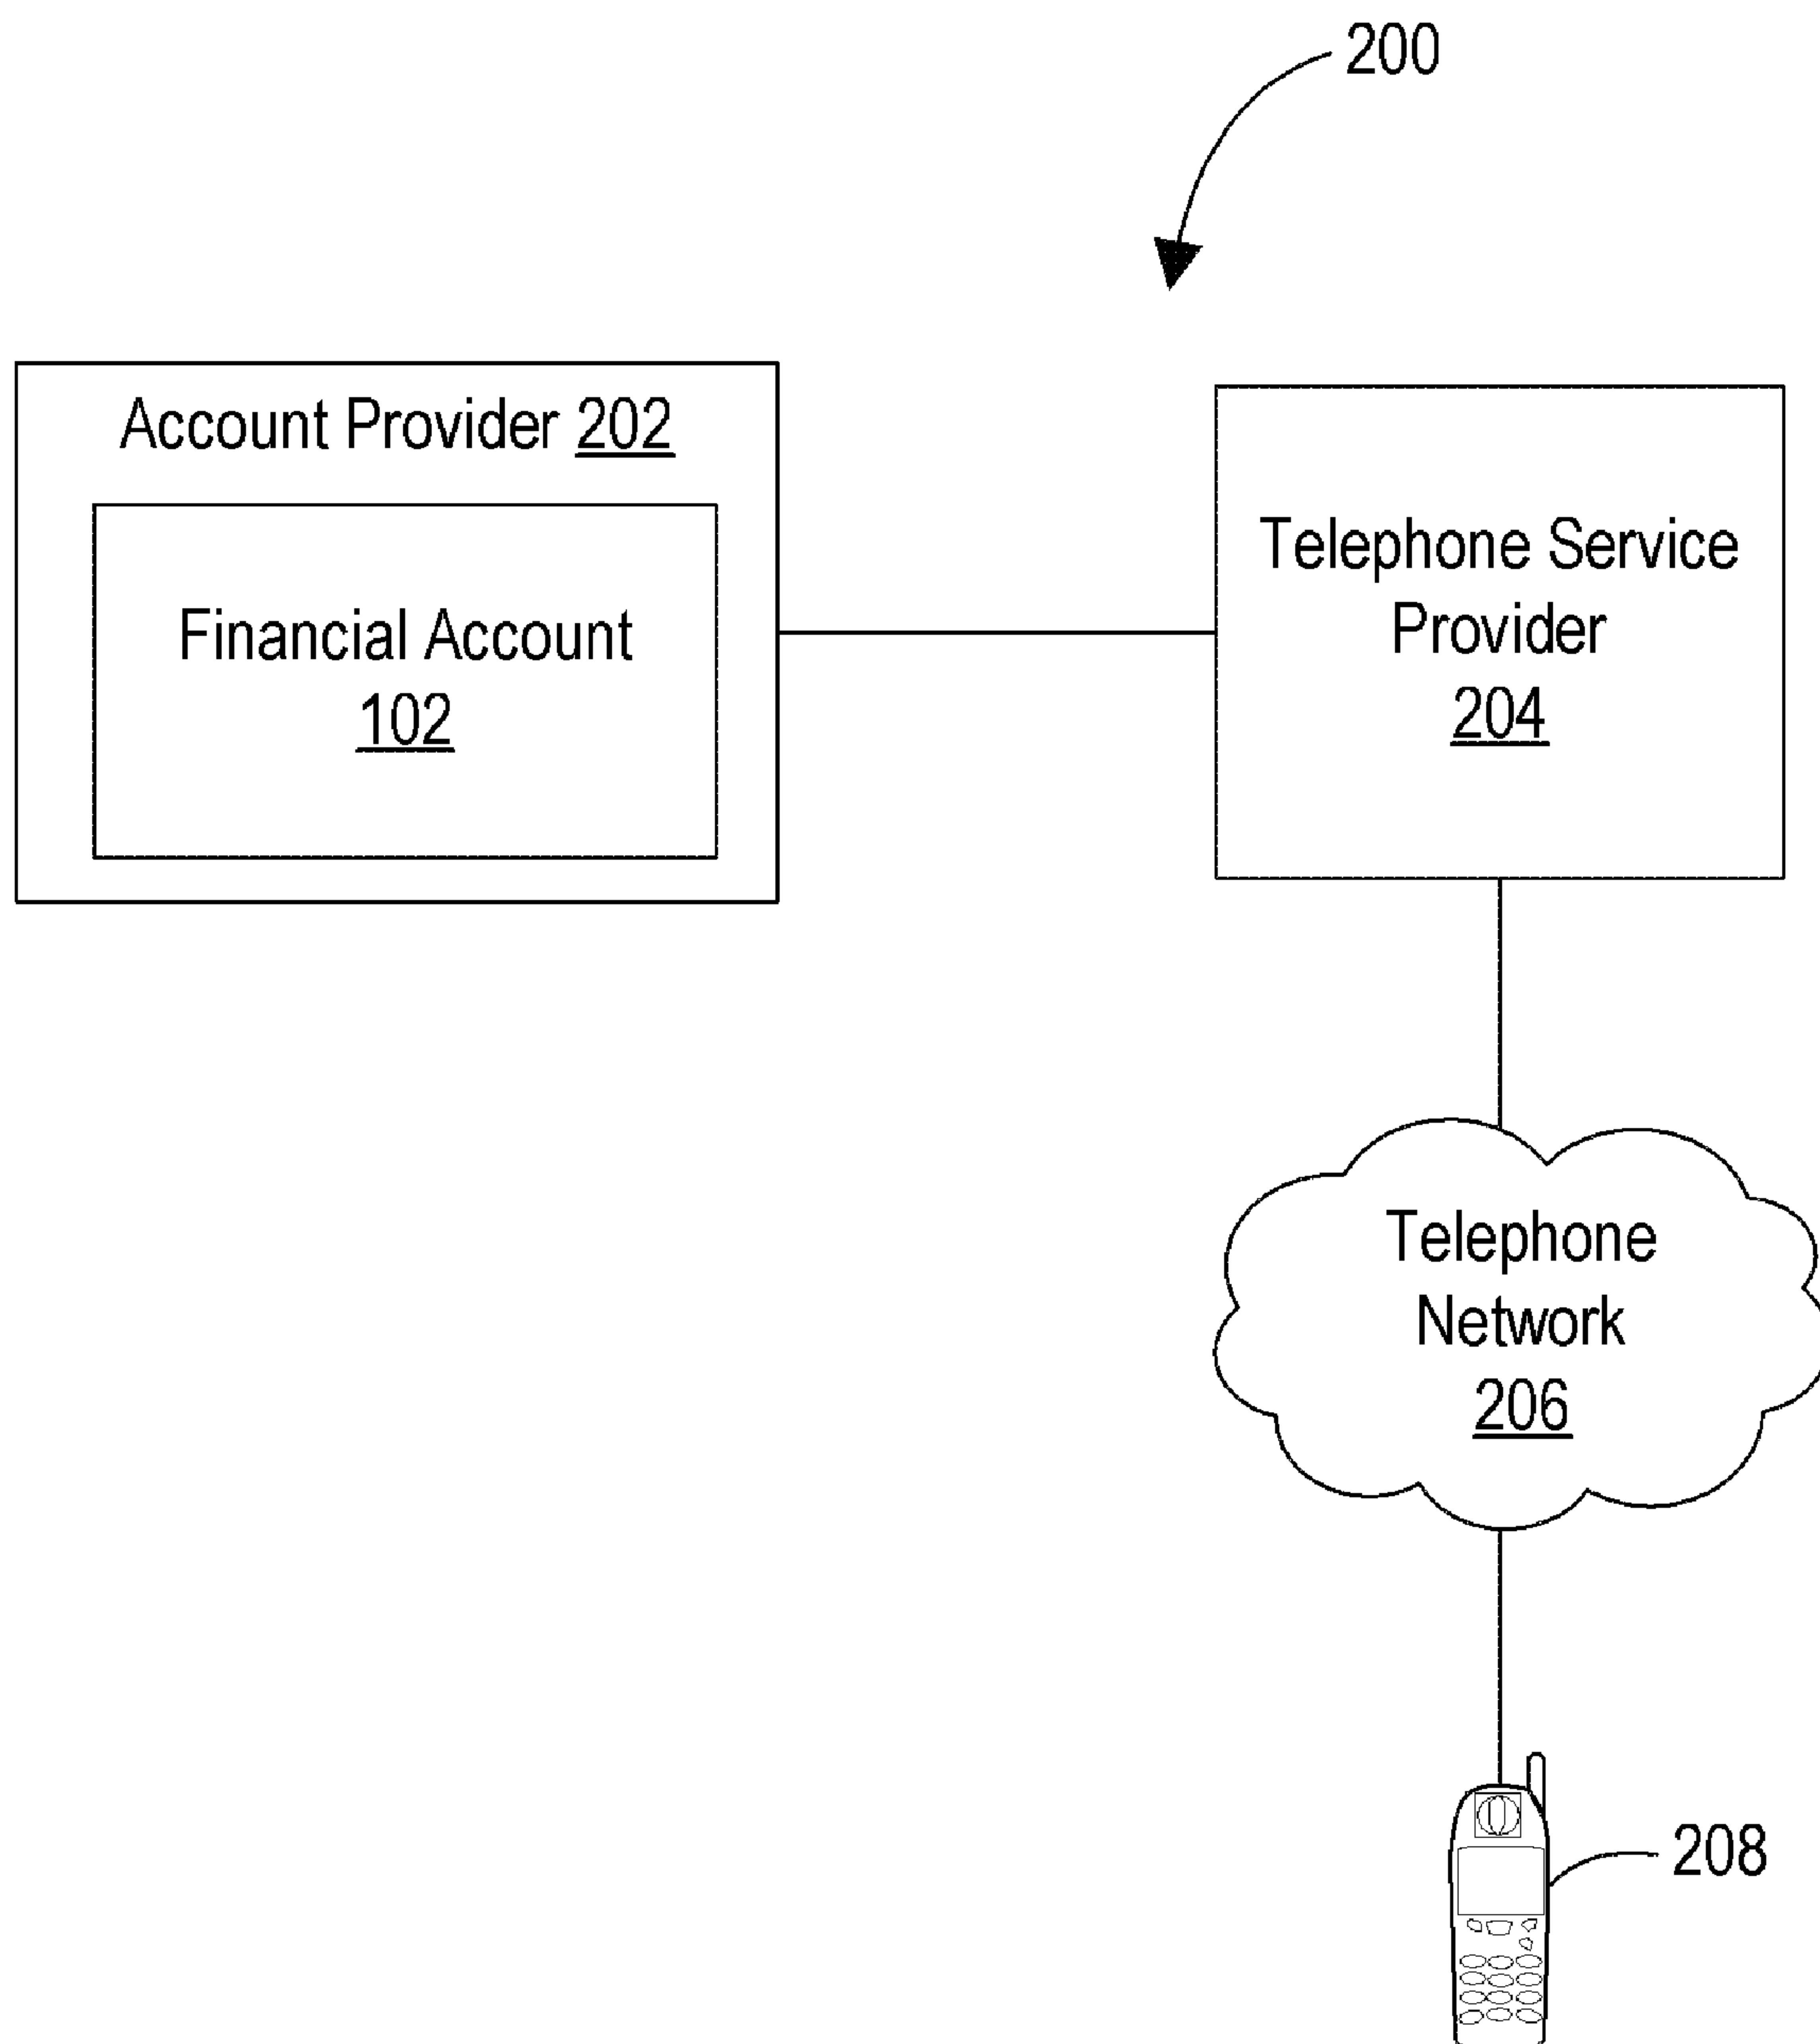 200
Account Provider 202
Financial Account
102
Telephone Service
Provider
204
Telephone
Network
206
208